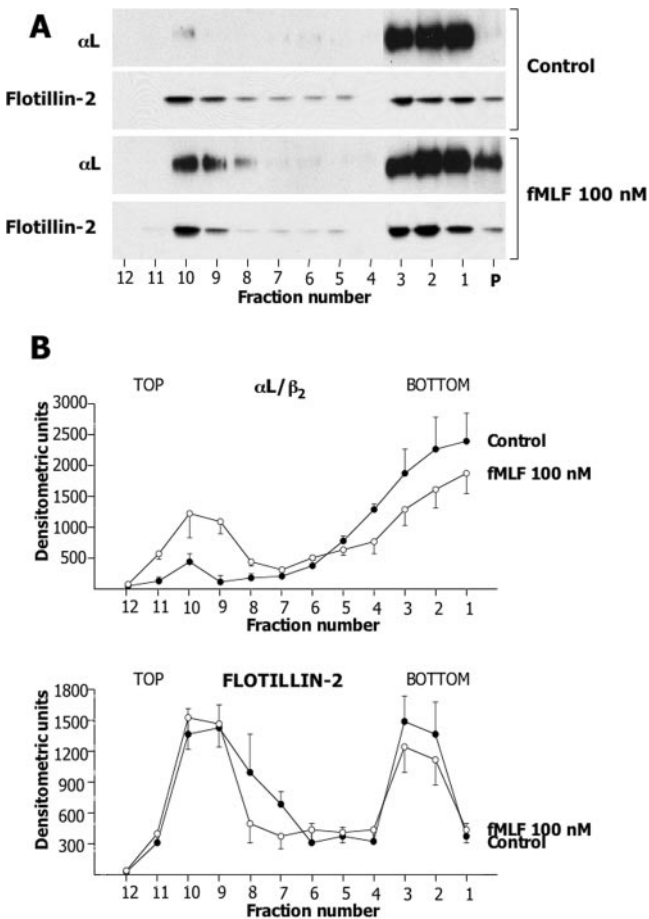 A
αL
Control
Flotillin-2
αL
fMLF 100 nM
Flotillin-2
12 11 10 9 8 7 6 5 4 3 2 1 P
Fraction number
B
TOP αL/β2 BOTTOM
Densitometric units
3000
2500
2000
1500
1000
500
Control
fMLF 100 nM
12 11 10 9 8 7 6 5 4 3 2 1
Fraction number
TOP FLOTILLIN-2 BOTTOM
Densitometric units
1800
1500
1200
900
600
300
fMLF 100 nM
Control
12 11 10 9 8 7 6 5 4 3 2 1
Fraction number